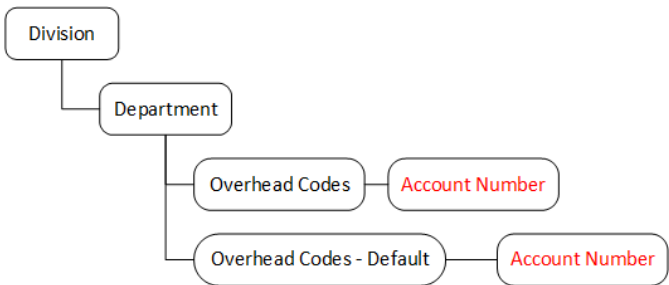 Division
Department
Overhead Codes
Account Number
Overhead Codes - Default
Account Number